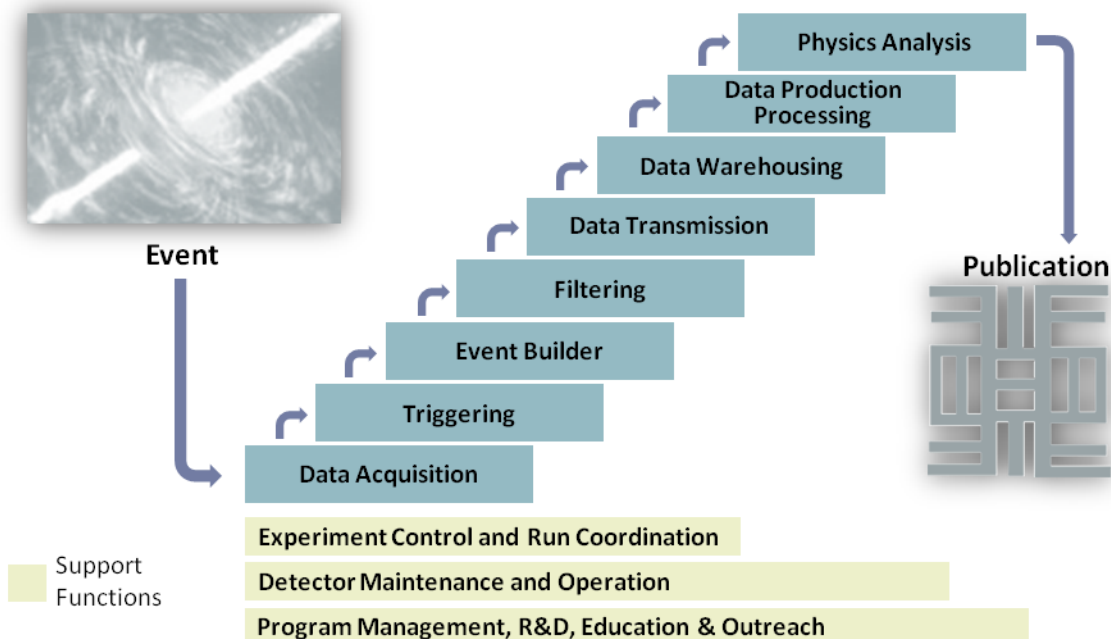 Physics Analysis
Data Production
Processing
Data Warehousing
Data Transmission
Event
Filtering
Publication
Event Builder
Triggering
Data Acquisition
Experiment Control and Run Coordination
Support
Functions
Detector Maintenance and Operation
Program Management, R&D, Education & Outreach